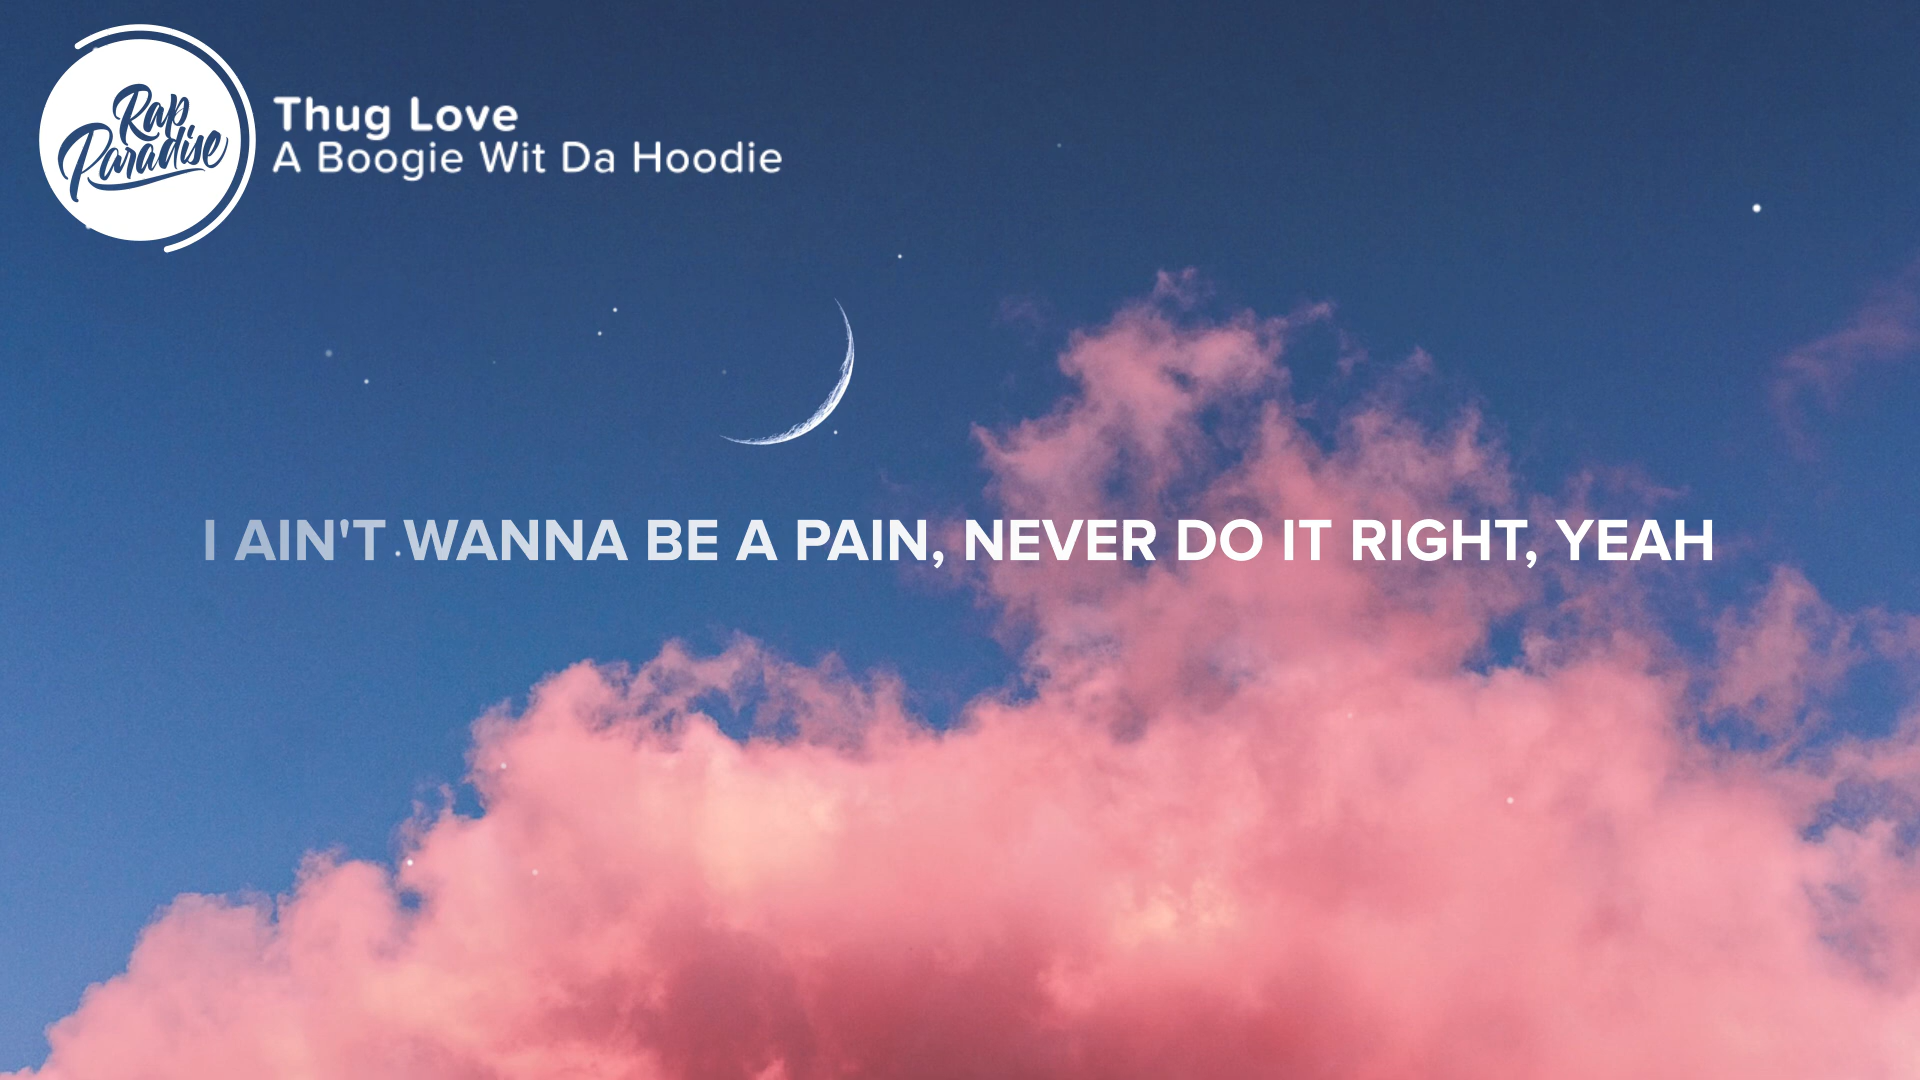 Rap
Paradise
Thug Love
A Boogie Wit Da Hoodie
I AIN'T WANNA BE A PAIN, NEVER DO IT RIGHT, YEAH